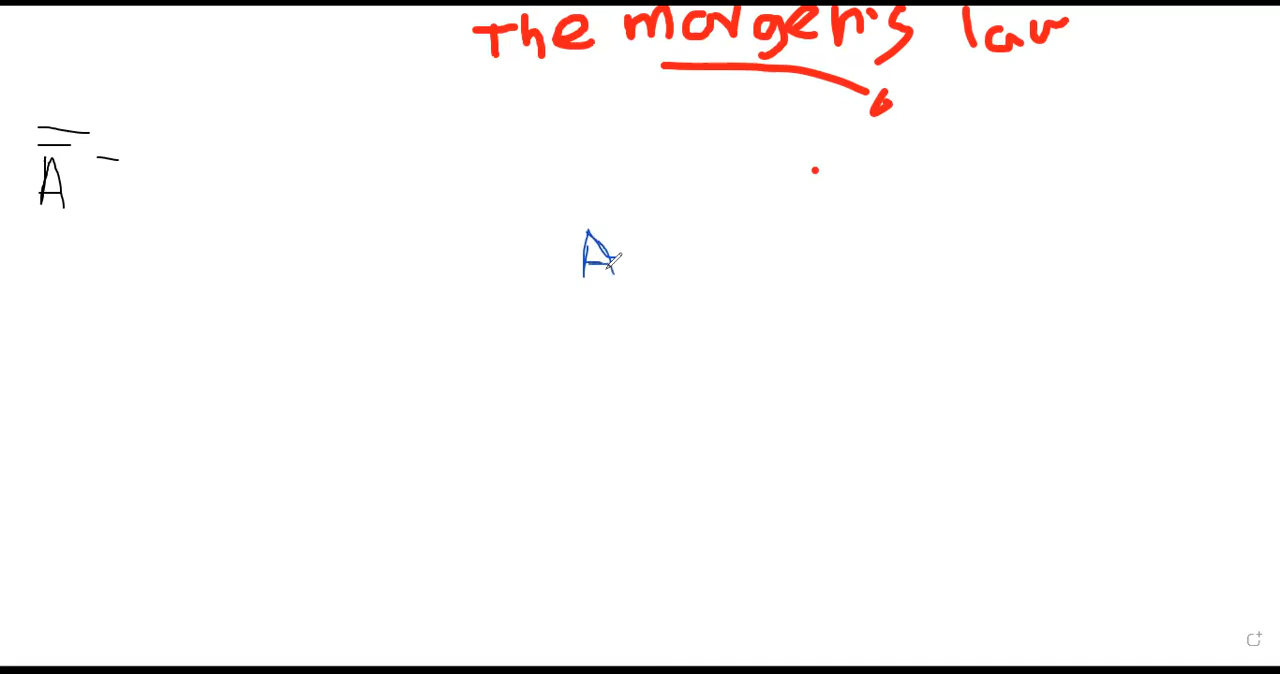 the morgen's law
A̿ =
A